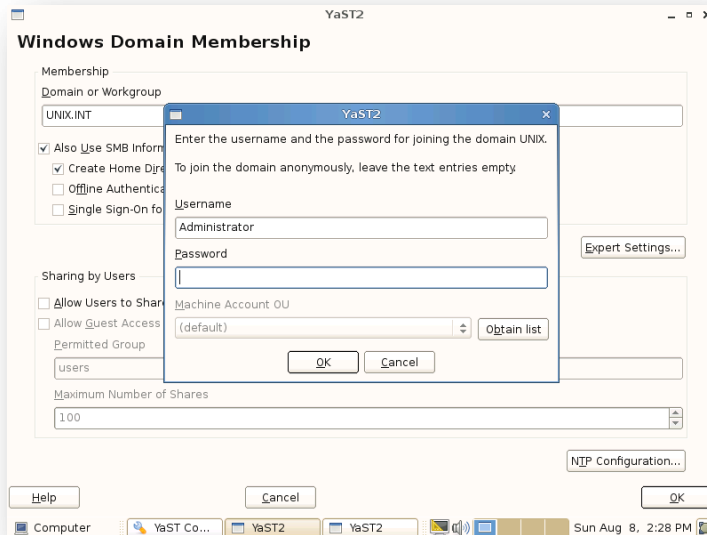 YaST2
Windows Domain Membership
Membership
Domain or Workgroup
UNIX.INT
Also Use SMB Inform
Create Home Dire
Offline Authentica
Single Sign-On fo
Expert Settings...
Sharing by Users
Allow Users to Share
Allow Guest Access
Permitted Group
users
Maximum Number of Shares
100
NTP Configuration...
YaST2
Enter the username and the password for joining the domain UNIX.
To join the domain anonymously, leave the text entries empty.
Username
Administrator
Password
Machine Account OU
(default)
Obtain list
OK
Cancel
Help
Cancel
OK
Computer
YaST Co...
YaST2
YaST2
Sun Aug 8, 2:28 PM